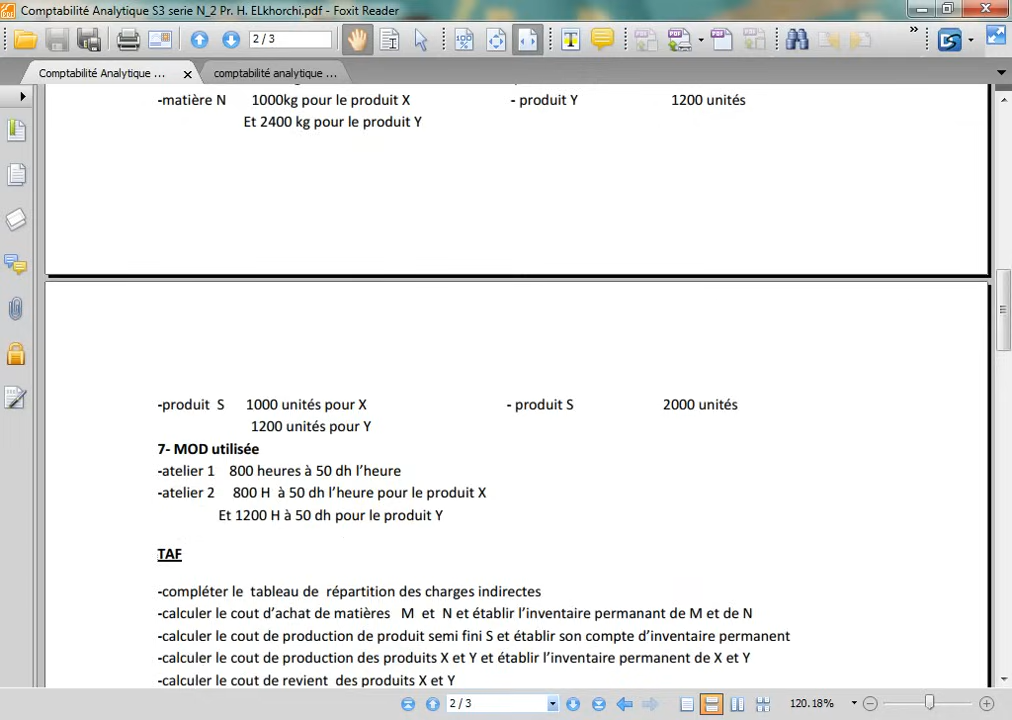 Comptabilité Analytique S3 serie N_2 Pr. H. ELkhorchi.pdf - Foxit Reader
2 / 3
Comptabilité Analytique ... comptabilité analytique ...
-matière N 1000kg pour le produit X - produit Y 1200 unités
Et 2400 kg pour le produit Y
-produit S 1000 unités pour X - produit S 2000 unités
1200 unités pour Y
7- MOD utilisée
-atelier 1 800 heures à 50 dh l’heure
-atelier 2 800 H à 50 dh l’heure pour le produit X
Et 1200 H à 50 dh pour le produit Y
TAF
-compléter le tableau de répartition des charges indirectes
-calculer le cout d’achat de matières M et N et établir l’inventaire permanant de M et de N
-calculer le cout de production de produit semi fini S et établir son compte d’inventaire permanent
-calculer le cout de production des produits X et Y et établir l’inventaire permanent de X et Y
-calculer le cout de revient des produits X et Y
2 / 3 120.18%